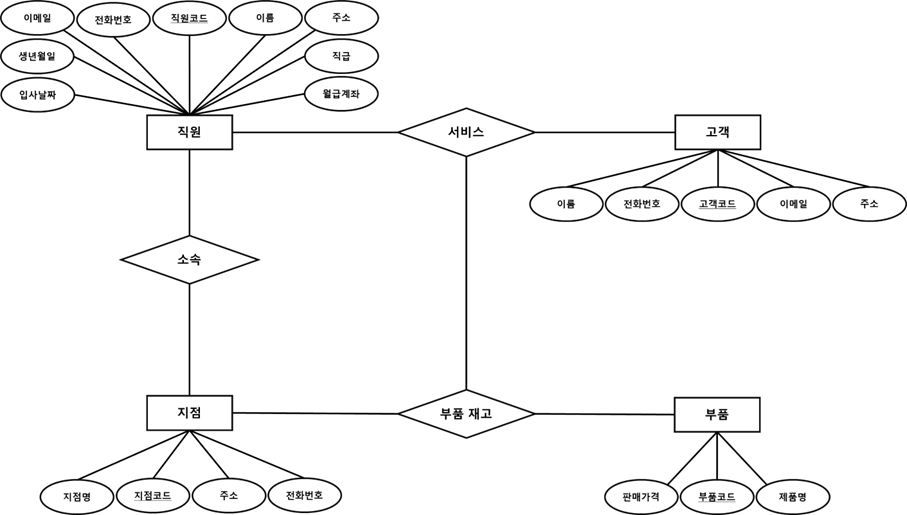 이메일
전화번호
직원코드
이름
주소
생년월일
직급
입사날짜
월급계좌
직원
서비스
고객
이름
전화번호
고객코드
이메일
주소
소속
지점
부품 재고
부품
지점명
지점코드
주소
전화번호
판매가격
부품코드
제품명